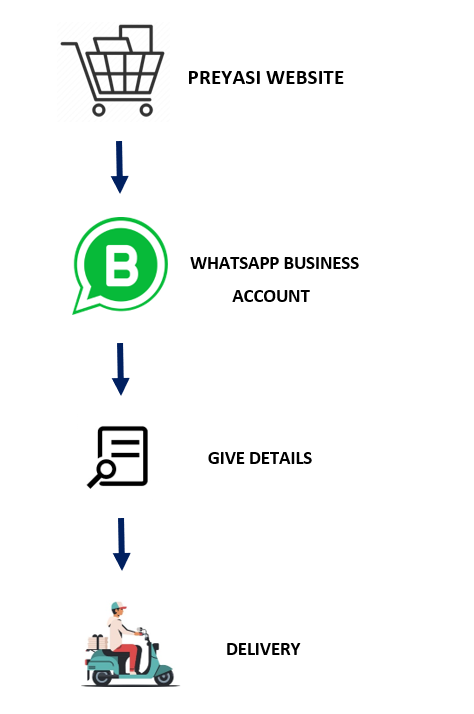 PREYASI WEBSITE
B
WHATSAPP BUSINESS
ACCOUNT
GIVE DETAILS
DELIVERY